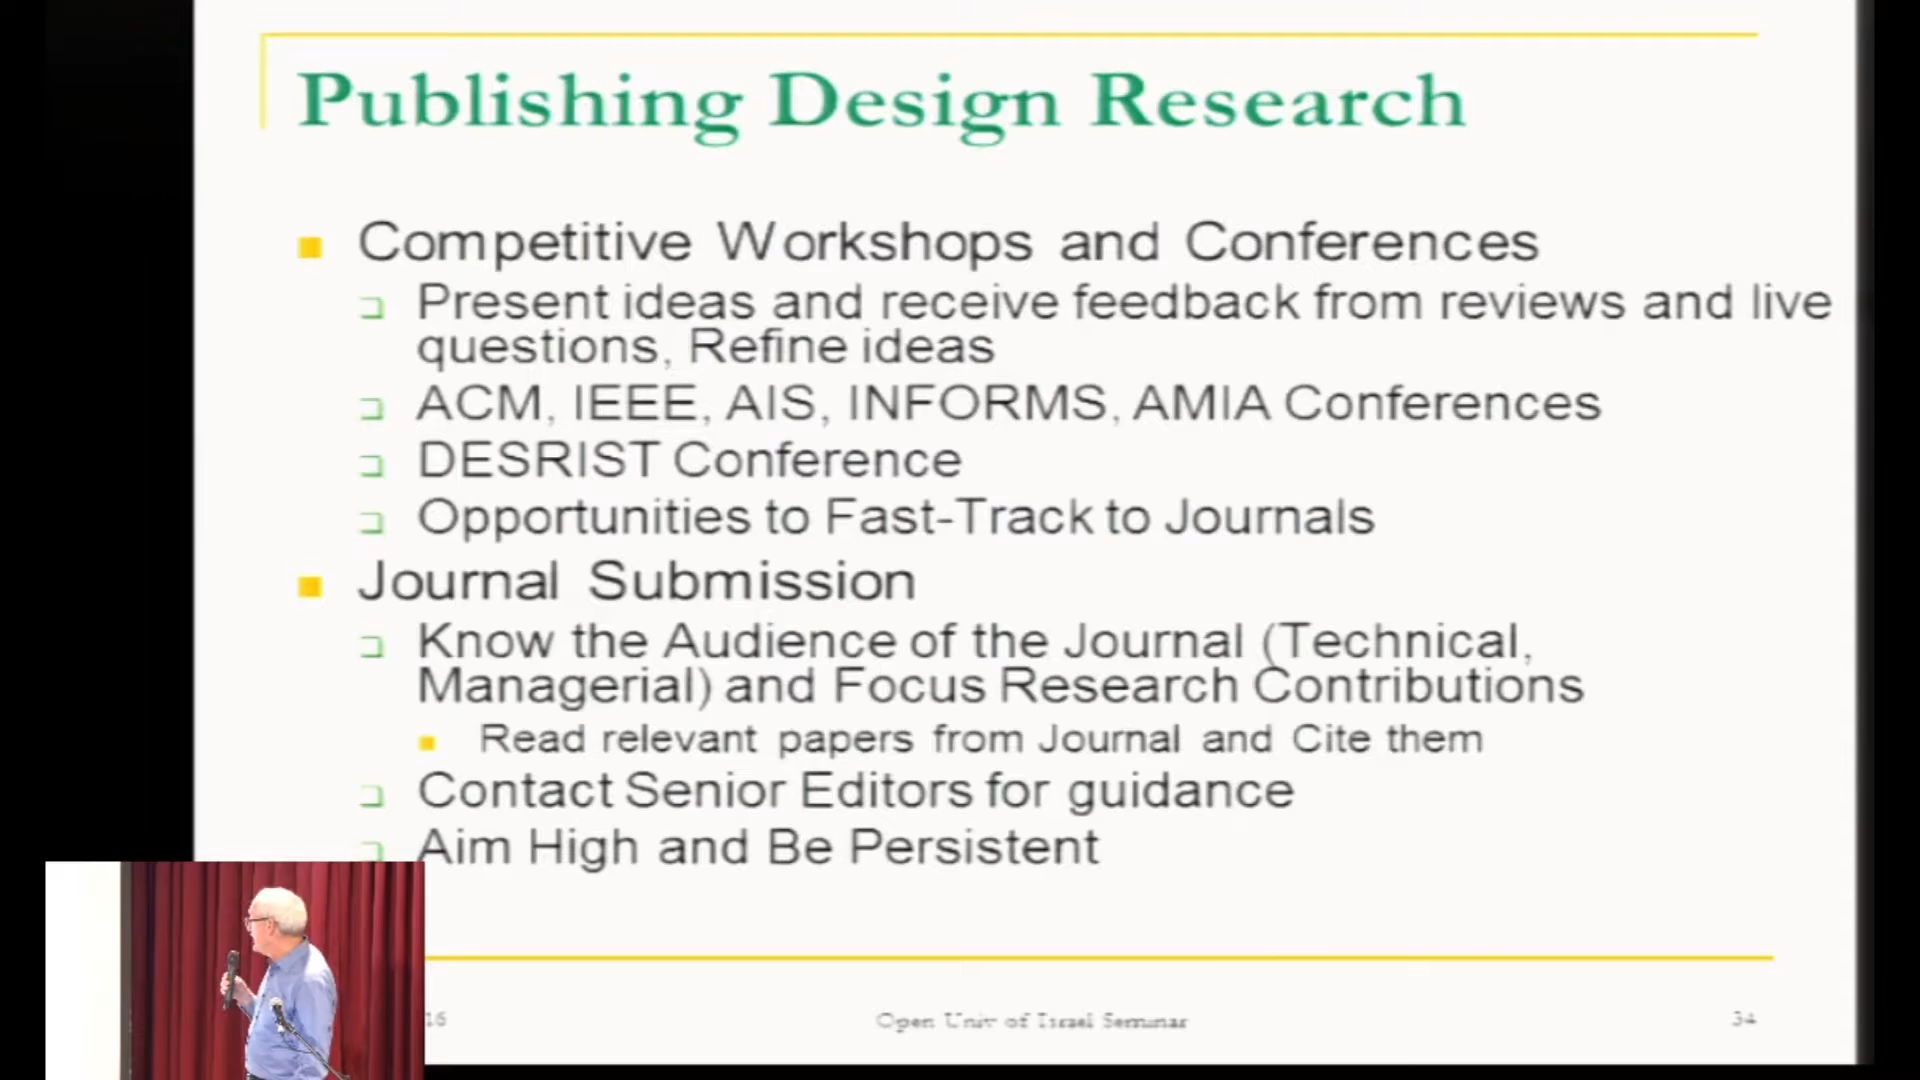 Publishing Design Research
Competitive Workshops and Conferences
Present ideas and receive feedback from reviews and live
questions, Refine ideas
ACM, IEEE, AIS, INFORMS, AMIA Conferences
DESRIST Conference
Opportunities to Fast-Track to Journals
Journal Submission
Know the Audience of the Journal (Technical,
Managerial) and Focus Research Contributions
Read relevant papers from Journal and Cite them
Contact Senior Editors for guidance
Aim High and Be Persistent
16
Open Univ of Israel Seminar
34